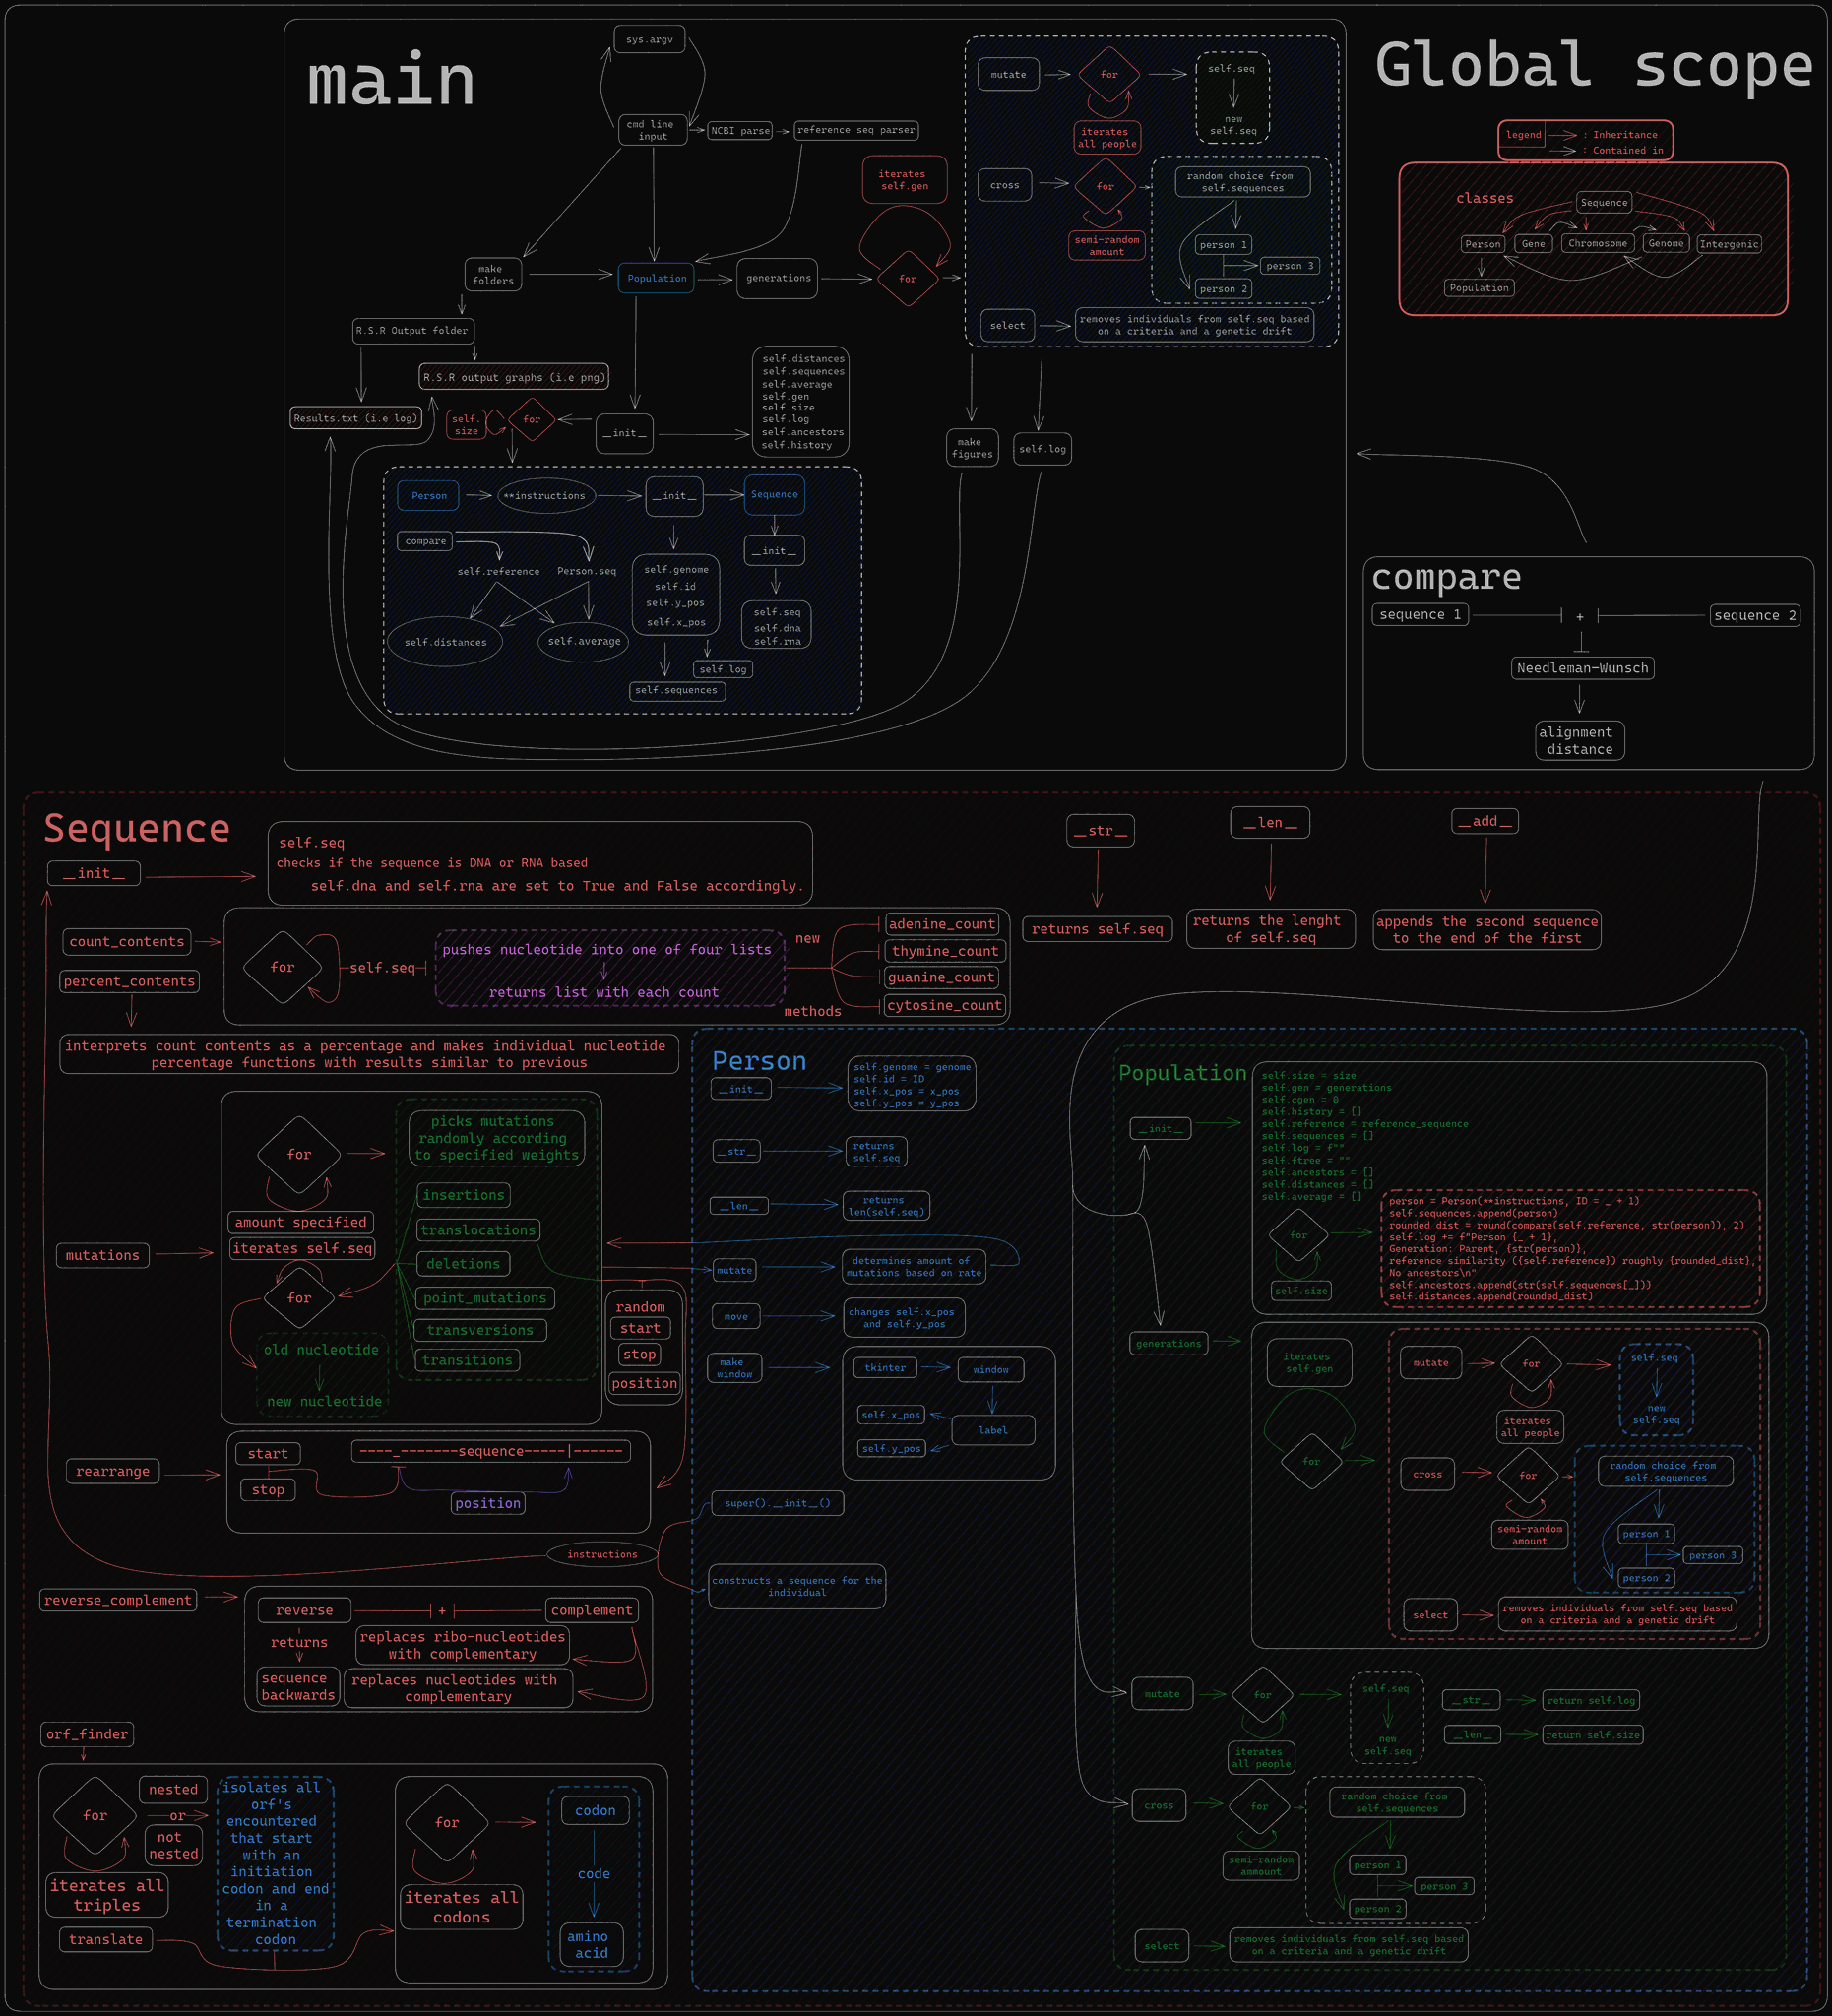 main
sys.argv
cmd line
input
NCBI parse
reference seq parser
make
folders
Population
generations
iterates
self.gen
for
R.S.R Output folder
R.S.R output graphs (i.e png)
Results.txt (i.e log)
self.
size
for
__init__
self.distances
self.sequences
self.average
self.gen
self.size
self.log
self.ancestors
self.history
Person
**instructions
__init__
Sequence
compare
self.reference
Person.seq
self.distances
self.average
self.genome
self.id
self.y_pos
self.x_pos
self.log
self.sequences
__init__
self.seq
self.dna
self.rna
mutate
for
iterates
all people
self.seq
new
self.seq
cross
for
semi-random
amount
random choice from
self.sequences
person 1
person 3
person 2
select
removes individuals from self.seq based
on a criteria and a genetic drift
make
figures
self.log
Global scope
legend
: Inheritance
: Contained in
classes
Sequence
Person
Gene
Chromosome
Genome
Intergenic
Population
compare
sequence 1
+
sequence 2
Needleman-Wunsch
alignment
distance
Sequence
__init__
self.seq
checks if the sequence is DNA or RNA based
self.dna and self.rna are set to True and False accordingly.
__str__
returns self.seq
__len__
returns the lenght
of self.seq
__add__
appends the second sequence
to the end of the first
count_contents
percent_contents
for
self.seq
pushes nucleotide into one of four lists
returns list with each count
new
methods
adenine_count
thymine_count
guanine_count
cytosine_count
interprets count contents as a percentage and makes individual nucleotide
percentage functions with results similar to previous
mutations
for
amount specified
iterates self.seq
for
old nucleotide
new nucleotide
picks mutations
randomly according
to specified weights
insertions
translocations
deletions
point_mutations
transversions
transitions
random
start
stop
position
rearrange
start
stop
----_-------sequence-----|------
position
instructions
reverse_complement
reverse
+
complement
returns
sequence
backwards
replaces ribo-nucleotides
with complementary
replaces nucleotides with
complementary
orf_finder
for
iterates all
triples
nested
or
not
nested
isolates all
orf's
encountered
that start
with an
initiation
codon and end
in a
termination
codon
translate
for
iterates all
codons
codon
code
amino
acid
Person
__init__
self.genome = genome
self.id = ID
self.x_pos = x_pos
self.y_pos = y_pos
__str__
returns
self.seq
__len__
returns
len(self.seq)
mutate
determines amount of
mutations based on rate
move
changes self.x_pos
and self.y_pos
make
window
tkinter
window
self.x_pos
label
self.y_pos
super().__init__()
constructs a sequence for the
individual
Population
__init__
self.size = size
self.gen = generations
self.cgen = 0
self.history = []
self.reference = reference_sequence
self.sequences = []
self.log = f""
self.ftree = ""
self.ancestors = []
self.distances = []
self.average = []
for
self.size
person = Person(**instructions, ID = _ + 1)
self.sequences.append(person)
rounded_dist = round(compare(self.reference, str(person)), 2)
self.log += f"Person {_ + 1},
Generation: Parent, {str(person)},
reference similarity ({self.reference}) roughly {rounded_dist},
No ancestors\n"
self.ancestors.append(str(self.sequences[_]))
self.distances.append(rounded_dist)
generations
iterates
self.gen
for
mutate
for
iterates
all people
self.seq
new
self.seq
cross
for
semi-random
amount
random choice from
self.sequences
person 1
person 3
person 2
select
removes individuals from self.seq based
on a criteria and a genetic drift
mutate
for
iterates
all people
self.seq
new
self.seq
__str__
return self.log
__len__
return self.size
cross
for
semi-random
ammount
random choice from
self.sequences
person 1
person 3
person 2
select
removes imdividuals from self.seq based
on a criteria and a genetic drift